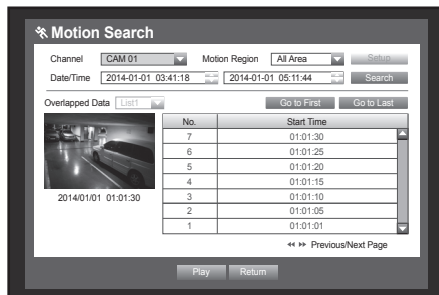 Motion Search
Channel CAM 01 Motion Region All Area Setup
Date/Time 2014-01-01 03:41:18 2014-01-01 05:11:44 Search
Overlapped Data List1 Go to First Go to Last
No. Start Time
7 01:01:30
6 01:01:25
5 01:01:20
4 01:01:15
3 01:01:10
2 01:01:05
1 01:01:01
2014/01/01 01:01:30
Previous/Next Page
Play Return